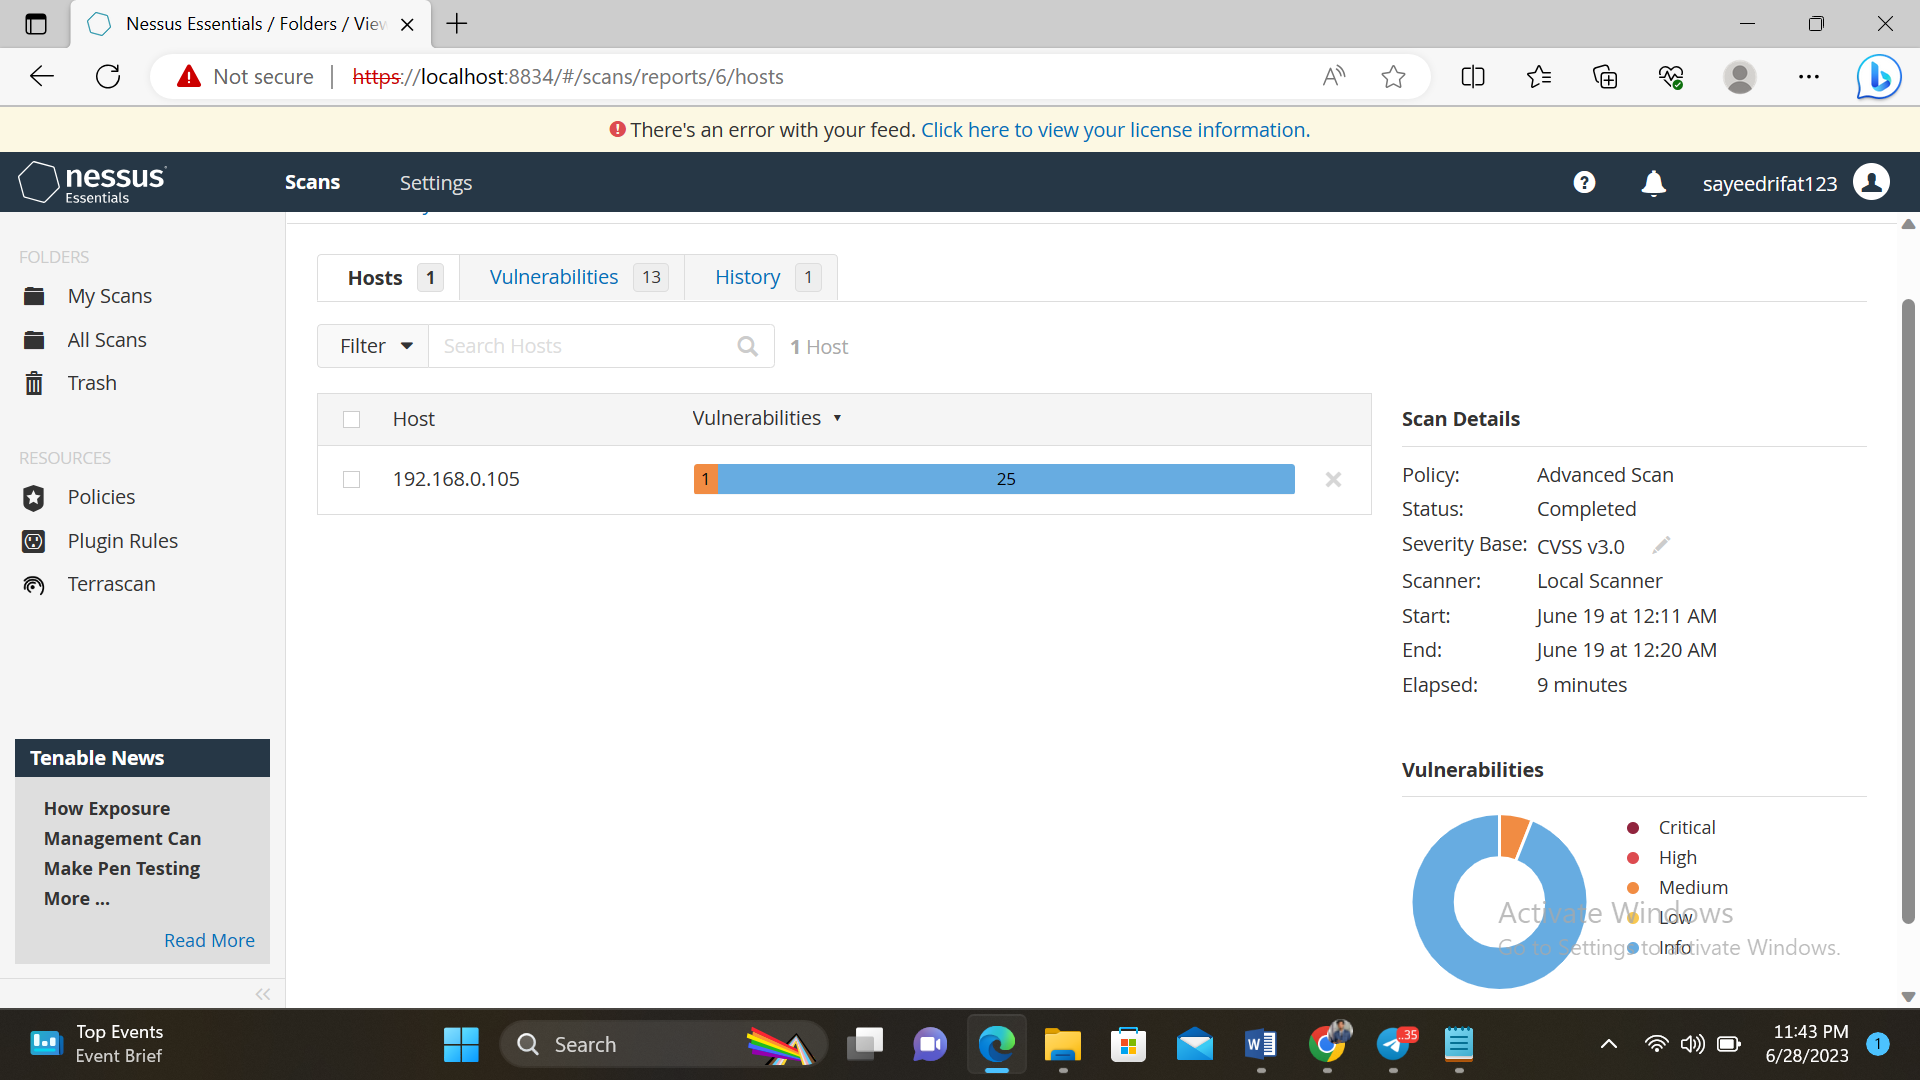 Nessus Essentials / Folders / View
Not secure
https://localhost:8834/#/scans/reports/6/hosts
There's an error with your feed. Click here to view your license information.
nessus
Essentials
Scans
Settings
sayeedrifat123
FOLDERS
My Scans
All Scans
Trash
RESOURCES
Policies
Plugin Rules
Terrascan
Tenable News
How Exposure
Management Can
Make Pen Testing
More ...
Read More
Hosts 1
Vulnerabilities 13
History 1
Filter
Search Hosts
1 Host
Host
Vulnerabilities
192.168.0.105
1
25
Scan Details
Policy: Advanced Scan
Status: Completed
Severity Base: CVSS v3.0
Scanner: Local Scanner
Start: June 19 at 12:11 AM
End: June 19 at 12:20 AM
Elapsed: 9 minutes
Vulnerabilities
Critical
High
Medium
Low
Info
Activate Windows
Go to Settings to activate Windows.
Top Events
Event Brief
Search
35
11:43 PM
6/28/2023
1